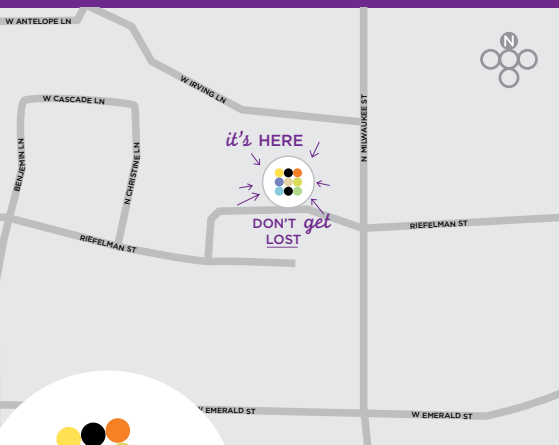 W ANTELOPE LN
N
W IRVING LN
W CASCADE LN
N MILWAUKEE ST
it's HERE
BENJIMIN LN
N CHRISTINE LN
DON'T get
LOST
RIEFELMAN ST
RIEFELMAN ST
W EMERALD ST
W EMERALD ST